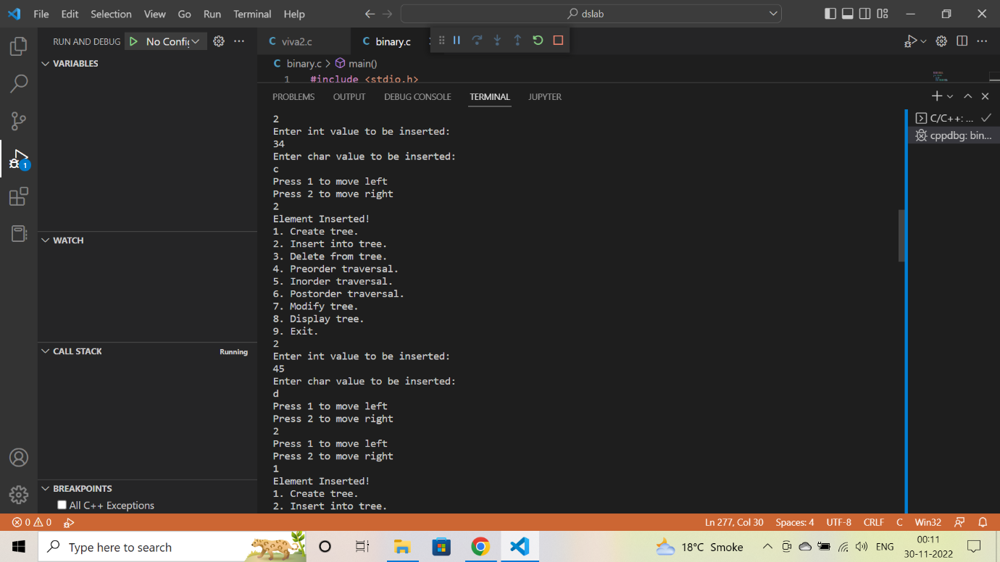 File Edit Selection View Go Run Terminal Help dslab
RUN AND DEBUG No Config
viva2.c binary.c
VARIABLES
binary.c > main()
1 #include <stdio.h>
PROBLEMS OUTPUT DEBUG CONSOLE TERMINAL JUPYTER
C/C++: ...
cppdbg: bin...
2
Enter int value to be inserted:
34
Enter char value to be inserted:
c
Press 1 to move left
Press 2 to move right
2
Element Inserted!
1. Create tree.
2. Insert into tree.
3. Delete from tree.
4. Preorder traversal.
5. Inorder traversal.
6. Postorder traversal.
7. Modify tree.
8. Display tree.
9. Exit.
2
Enter int value to be inserted:
45
Enter char value to be inserted:
d
Press 1 to move left
Press 2 to move right
2
Press 1 to move left
Press 2 to move right
1
Element Inserted!
1. Create tree.
2. Insert into tree.
WATCH
CALL STACK Running
1
BREAKPOINTS
All C++ Exceptions
0 0 Ln 277, Col 30 Spaces: 4 UTF-8 CRLF C Win32
Type here to search
18°C Smoke ENG
00:11
30-11-2022